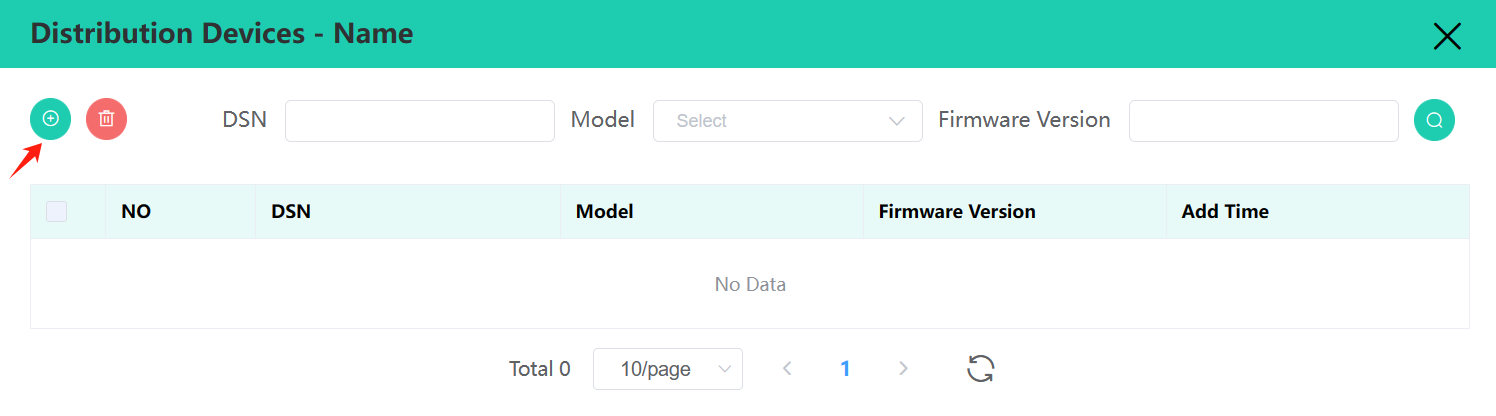 Distribution Devices - Name
DSN Model Select Firmware Version
NO DSN Model Firmware Version Add Time
No Data
Total 0 10/page 1